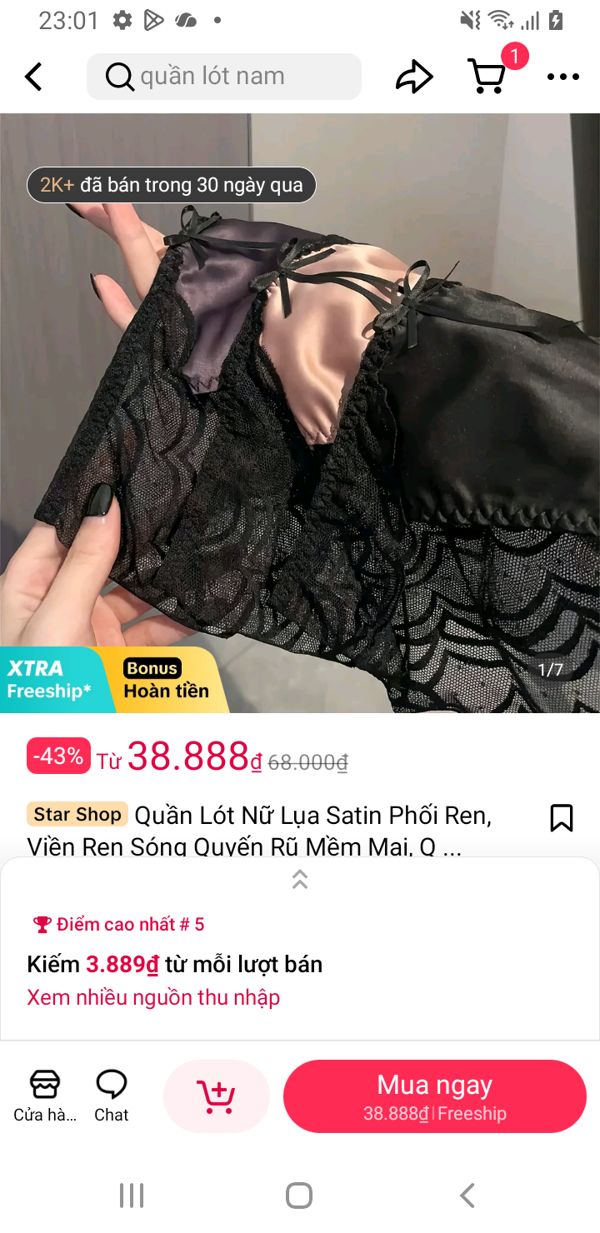 23:01
quần lót nam
1
2K+ đã bán trong 30 ngày qua
XTRA
Freeship*
Bonus
Hoàn tiền
1/7
-43% Từ 38.888₫ 68.000₫
Star Shop Quần Lót Nữ Lụa Satin Phối Ren,
Viền Ren Sóng Quyến Rũ Mềm Mại, Q ...
Điểm cao nhất # 5
Kiếm 3.889₫ từ mỗi lượt bán
Xem nhiều nguồn thu nhập
Cửa hà... Chat
Mua ngay
38.888₫ | Freeship